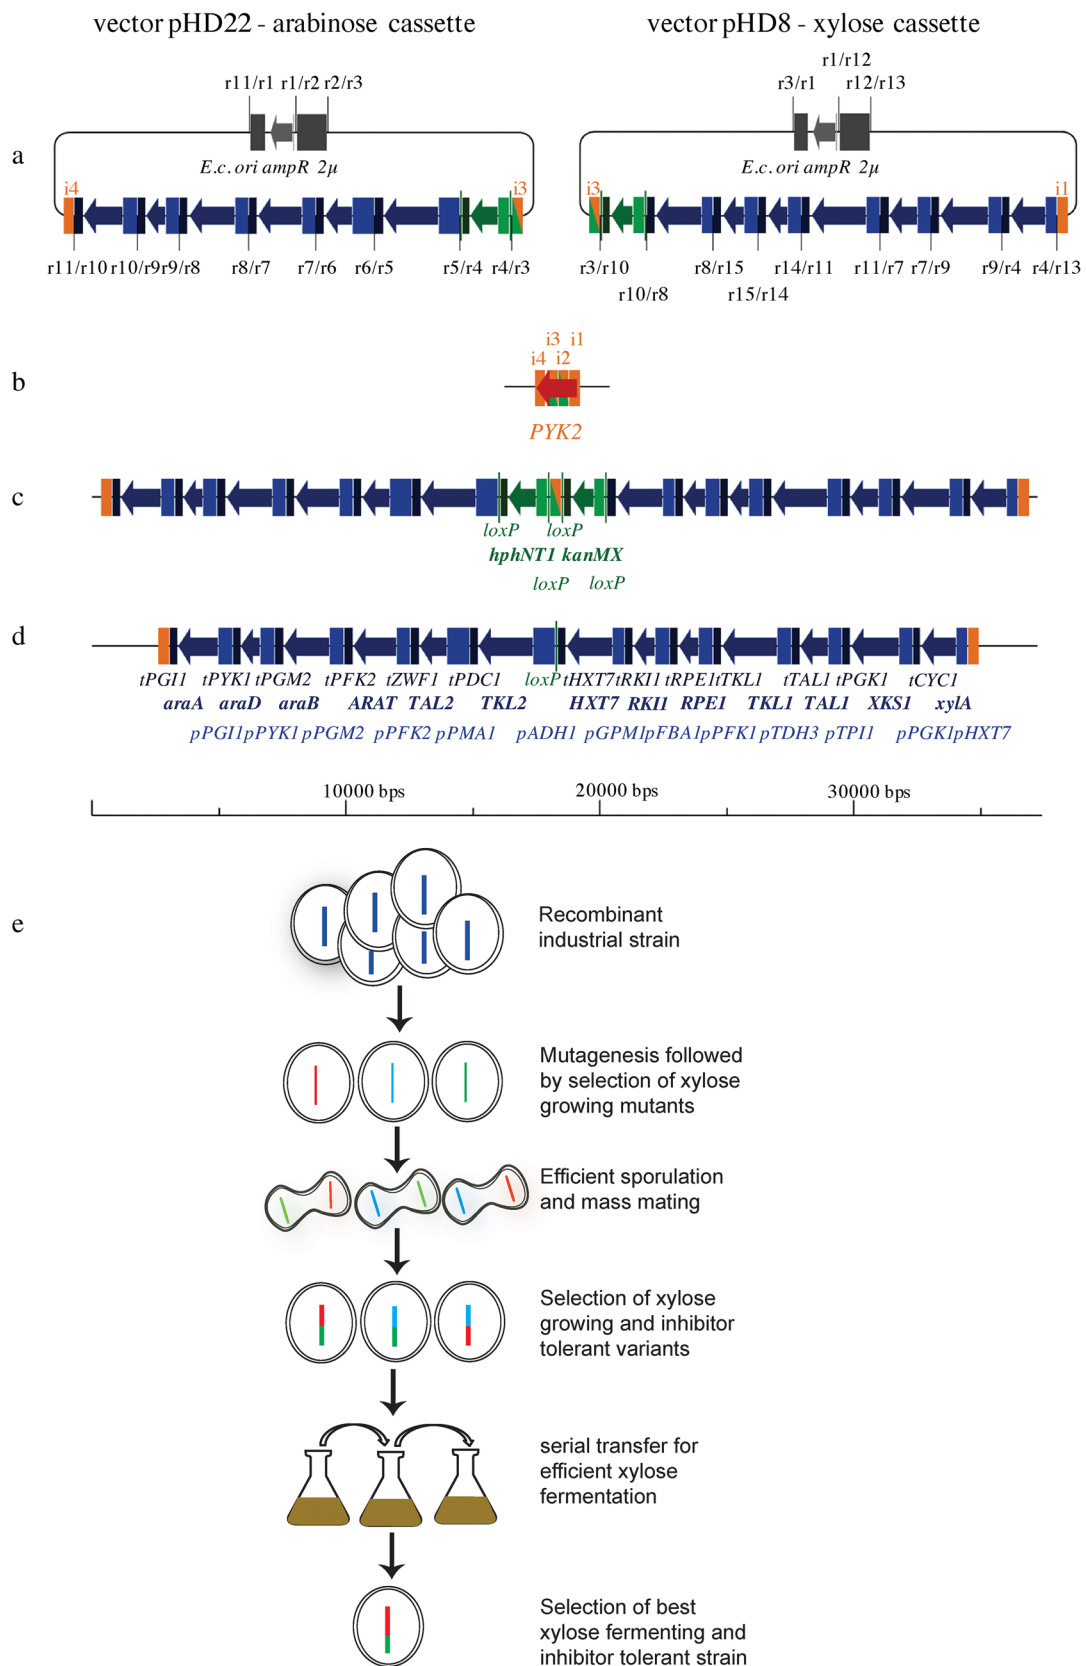 vector pHD22 - arabinose cassette
vector pHD8 - xylose cassette
r11/r1 r1/r2 r2/r3
r1/r12
r3/r1 r12/r13
a
E.c. ori ampR 2μ
E.c. ori ampR 2μ
i4 i3
i3 i1
r11/r10 r10/r9 r9/r8 r8/r7 r7/r6 r6/r5 r5/r4 r4/r3
r3/r10 r8/r15 r14/r11 r11/r7 r7/r9 r9/r4 r4/r13
r10/r8 r15/r14
i3 i1
i4 i2
b
PYK2
c
loxP loxP
hphNT1 kanMX
loxP loxP
d
tPGI1 tPYK1 tPGM2 tPFK2 tZWF1 tPDC1 loxP tHXT7 tRKI1 tRPE1 tTKL1 tTAL1 tPGK1 tCYC1
araA araD araB ARAT TAL2 TKL2 HXT7 RKI1 RPE1 TKL1 TAL1 XKS1 xylA
pPGI1 pPYK1 pPGM2 pPFK2 pPMA1 pADH1 pGPM1 pFBA1 pPFK1 pTDH3 pTPI1 pPGK1 pHXT7
10000 bps 20000 bps 30000 bps
e
Recombinant
industrial strain
Mutagenesis followed
by selection of xylose
growing mutants
Efficient sporulation
and mass mating
Selection of xylose
growing and inhibitor
tolerant variants
serial transfer for
efficient xylose
fermentation
Selection of best
xylose fermenting and
inhibitor tolerant strain